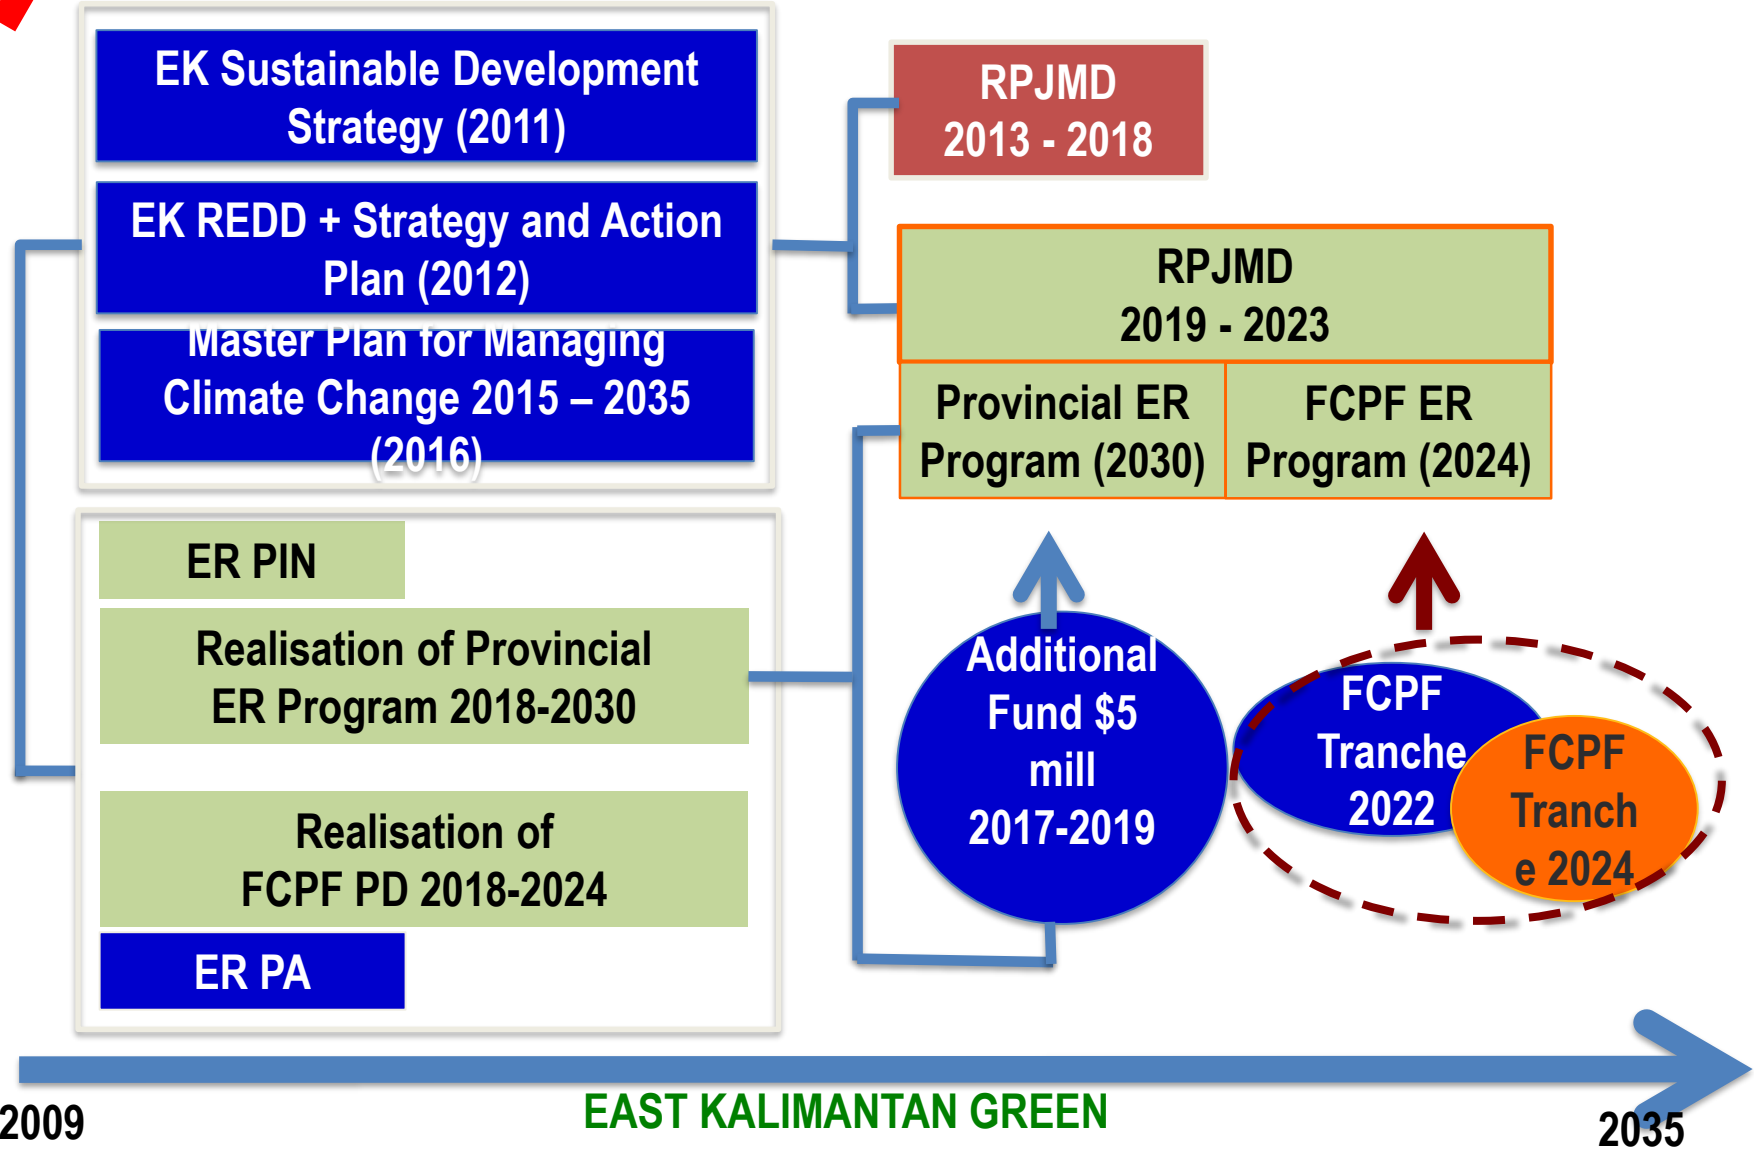 EK Sustainable Development
Strategy (2011)
EK REDD + Strategy and Action
Plan (2012)
Master Plan for Managing
Climate Change 2015 – 2035
(2016)
ER PIN
Realisation of Provincial
ER Program 2018-2030
Realisation of
FCPF PD 2018-2024
ER PA
RPJMD
2013 - 2018
RPJMD
2019 - 2023
Provincial ER
Program (2030)
FCPF ER
Program (2024)
Additional
Fund $5
mill
2017-2019
FCPF
Tranche
2022
FCPF
Tranch
e 2024
2009
EAST KALIMANTAN GREEN
2035